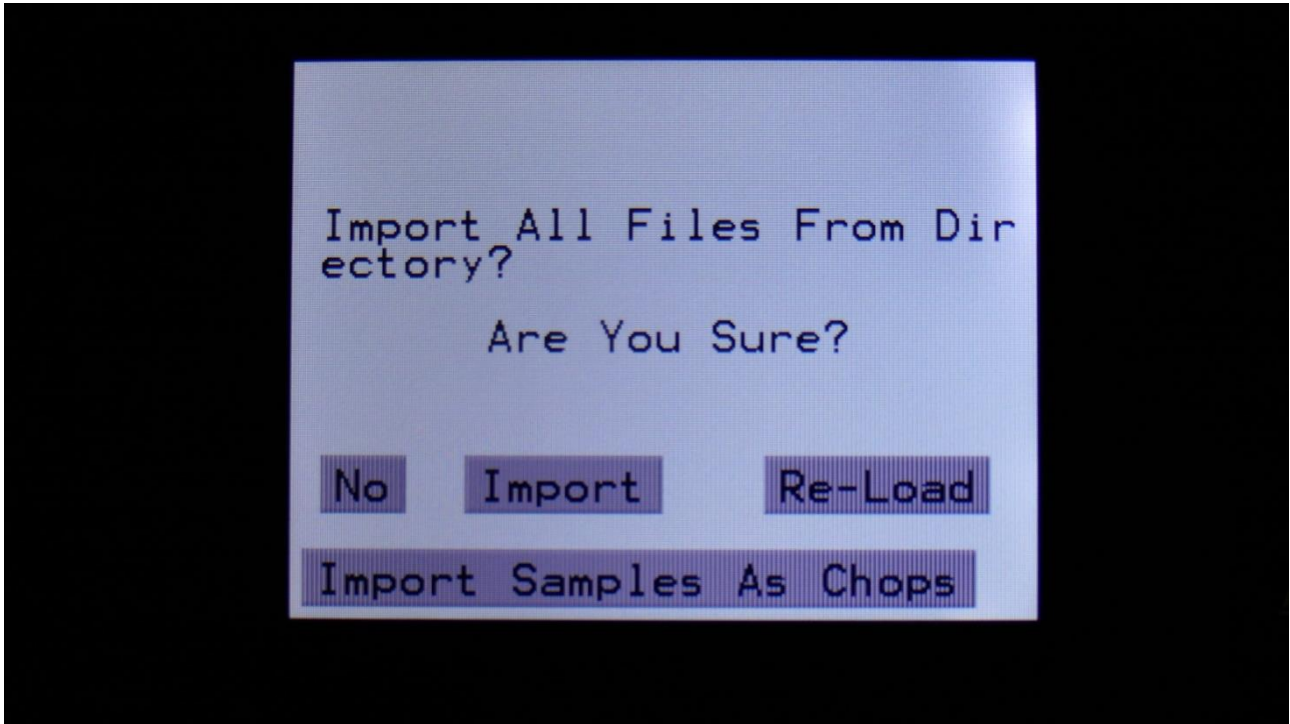 Import All Files From Dir
ectory?
Are You Sure?
No Import Re-Load
Import Samples As Chops